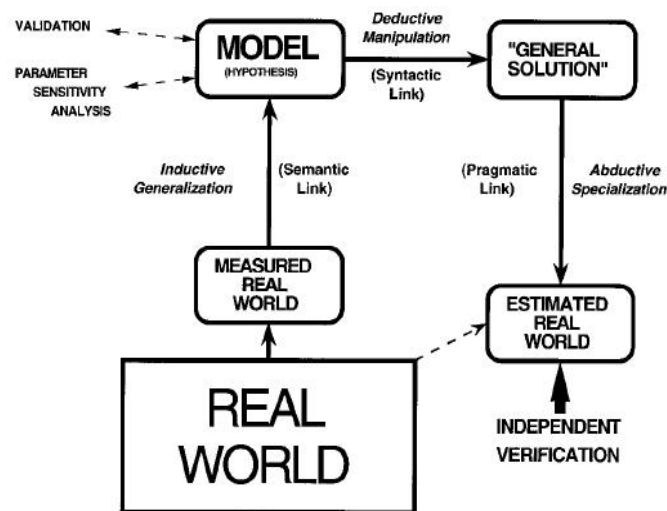 VALIDATION
PARAMETER
SENSITIVITY
ANALYSIS
MODEL
(HYPOTHESIS)
Deductive
Manipulation
(Syntactic
Link)
"GENERAL
SOLUTION"
Inductive
Generalization
(Semantic
Link)
(Pragmatic
Link)
Abductive
Specialization
MEASURED
REAL
WORLD
ESTIMATED
REAL
WORLD
REAL
WORLD
INDEPENDENT
VERIFICATION